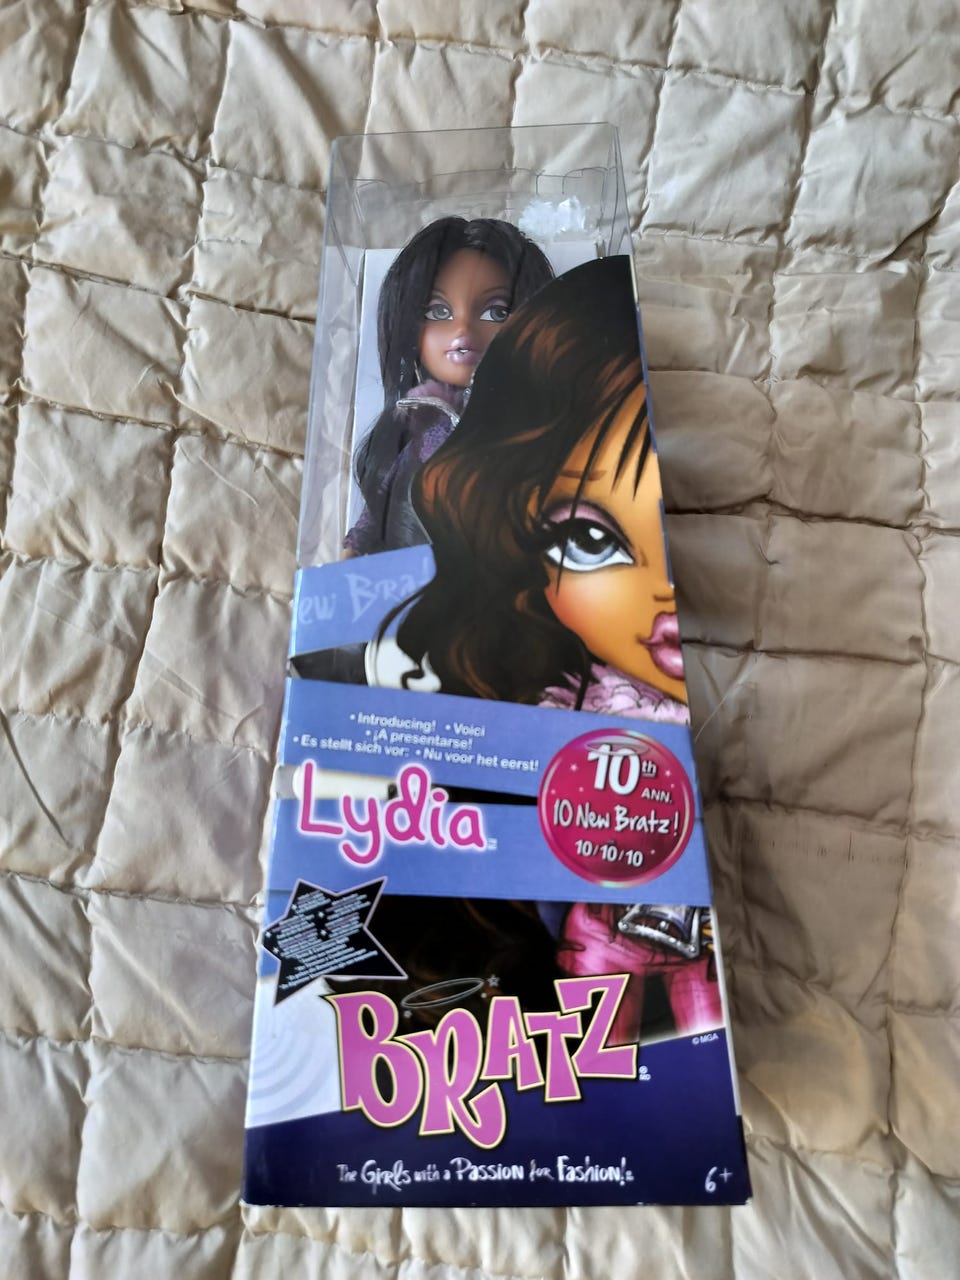 ew Bra
• Introducing! • Voici
• ¡A presentarse!
• Es stellt sich vor: • Nu voor het eerst!
Lydia
10th
ANN.
10 New Bratz!
10/10/10
BRATZ
© MGA
The Girls with a Passion for Fashion!
6+